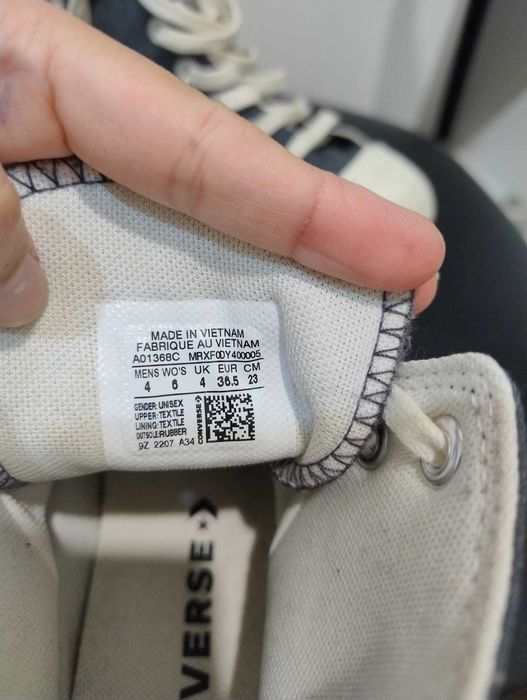 MADE IN VIETNAM
FABRIQUE AU VIETNAM
A01368C MRXF0DY400005
MENS WO'S UK EUR CM
4 6 4 36.5 23
GENDER: UNISEX
UPPER: TEXTILE
LINING: TEXTILE
OUTSOLE: RUBBER
9Z 2207 A34
CONVERSE
VERSE